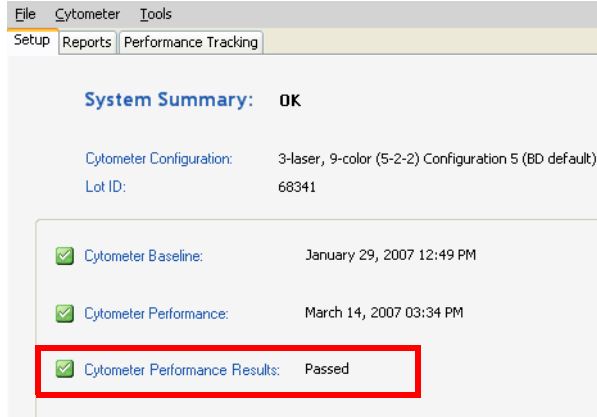 File Cytometer Tools
Setup Reports Performance Tracking
System Summary: OK
Cytometer Configuration: 3-laser, 9-color (5-2-2) Configuration 5 (BD default)
Lot ID: 68341
Cytometer Baseline: January 29, 2007 12:49 PM
Cytometer Performance: March 14, 2007 03:34 PM
Cytometer Performance Results: Passed